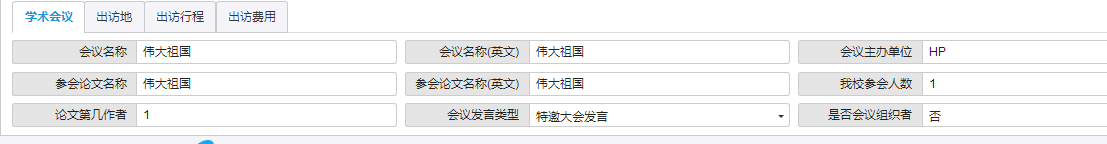 学术会议 出访地 出访行程 出访费用
会议名称 伟大祖国 会议名称(英文) 伟大祖国 会议主办单位 HP
参会论文名称 伟大祖国 参会论文名称(英文) 伟大祖国 我校参会人数 1
论文第几作者 1 会议发言类型 特邀大会发言 是否会议组织者 否